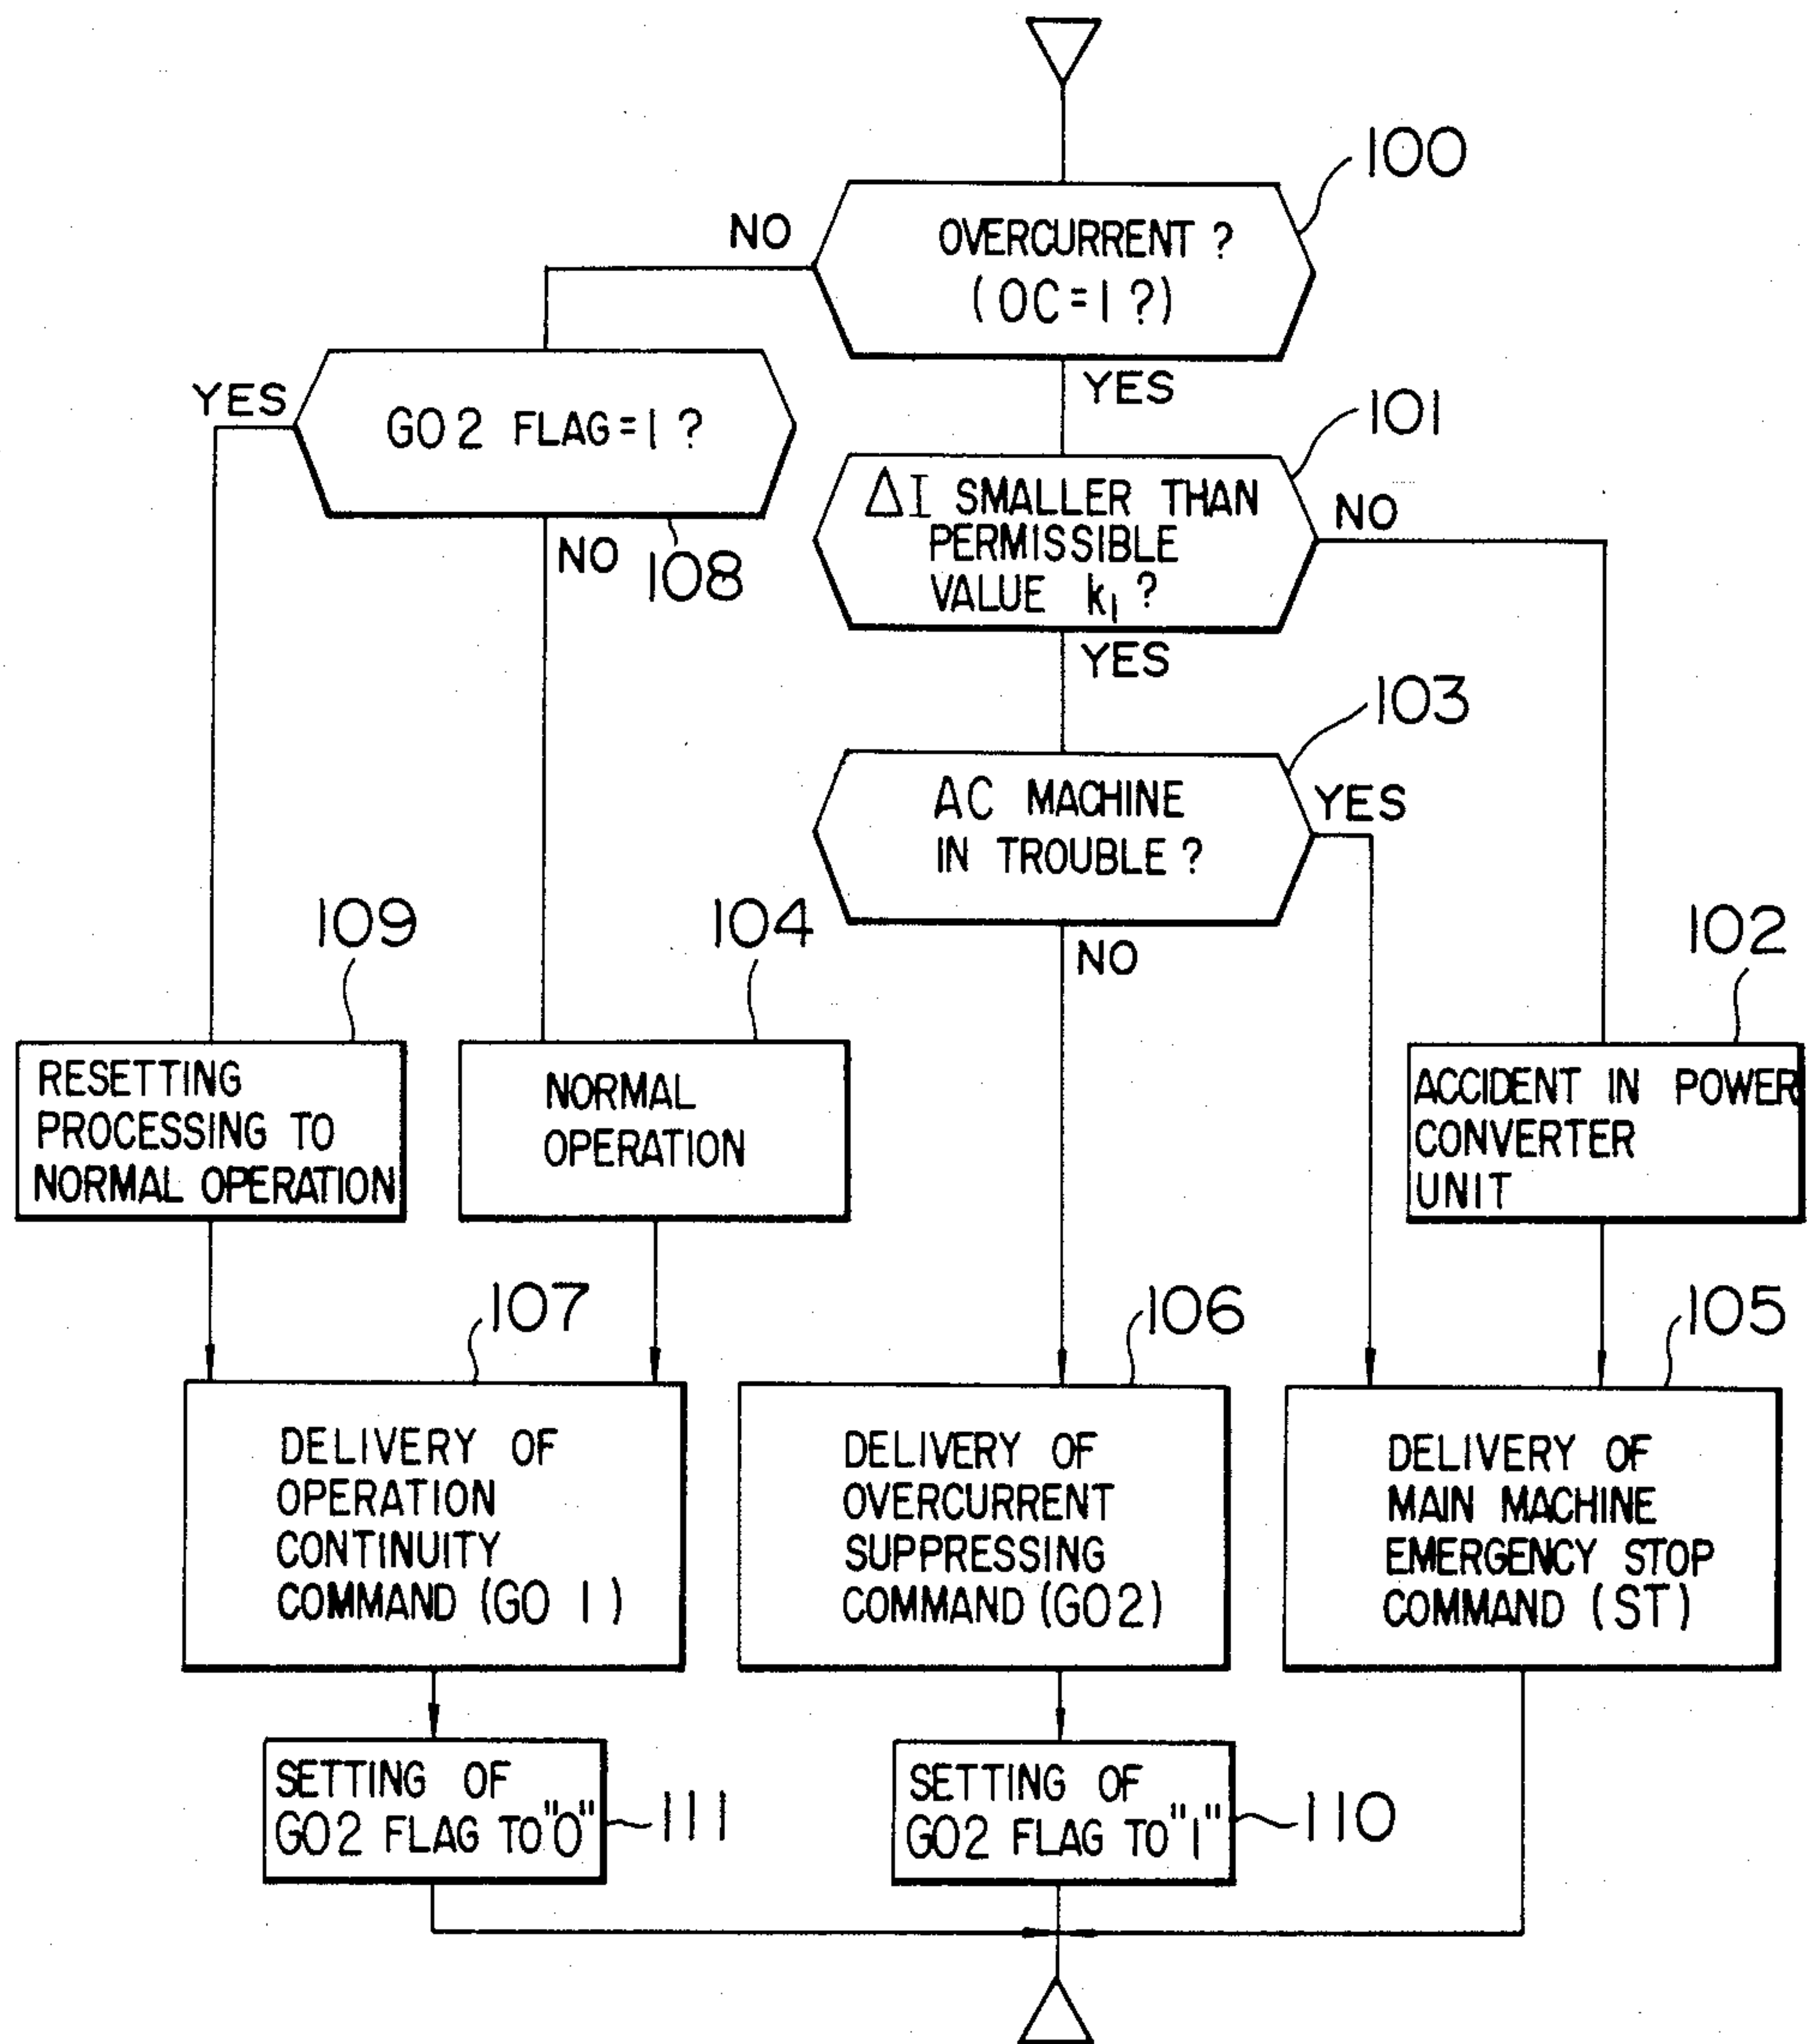 100
OVERCURRENT ?
(OC=1 ?)
NO
YES
GO2 FLAG=1 ?
YES
NO
108
101
ΔI SMALLER THAN
PERMISSIBLE
VALUE k₁ ?
NO
YES
103
AC MACHINE
IN TROUBLE ?
YES
NO
109
RESETTING
PROCESSING TO
NORMAL OPERATION
104
NORMAL
OPERATION
102
ACCIDENT IN POWER
CONVERTER
UNIT
107
DELIVERY OF
OPERATION
CONTINUITY
COMMAND (GO 1)
106
DELIVERY OF
OVERCURRENT
SUPPRESSING
COMMAND (GO2)
105
DELIVERY OF
MAIN MACHINE
EMERGENCY STOP
COMMAND (ST)
SETTING OF
GO2 FLAG TO "0"
111
SETTING OF
GO2 FLAG TO "1"
110